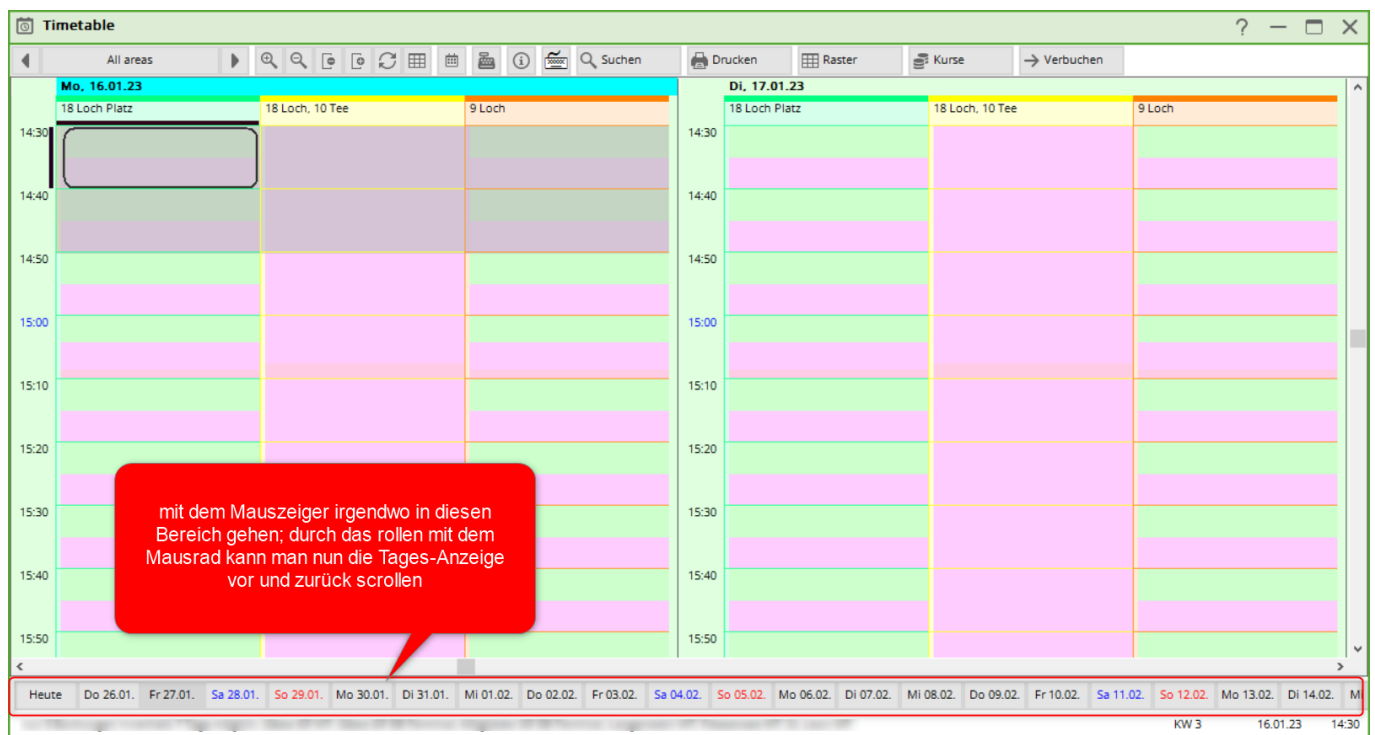 Timetable
All areas Suchen Drucken Raster Kurse Verbuchen
Mo, 16.01.23 Di, 17.01.23
18 Loch Platz 18 Loch, 10 Tee 9 Loch 18 Loch Platz 18 Loch, 10 Tee 9 Loch
14:30 14:30
14:40 14:40
14:50 14:50
15:00 15:00
15:10 15:10
15:20 15:20
15:30 15:30
15:40 15:40
15:50 15:50
mit dem Mauszeiger irgendwo in diesen
Bereich gehen; durch das rollen mit dem
Mausrad kann man nun die Tages-Anzeige
vor und zurück scrollen
Heute Do 26.01. Fr 27.01. Sa 28.01. So 29.01. Mo 30.01. Di 31.01. Mi 01.02. Do 02.02. Fr 03.02. Sa 04.02. So 05.02. Mo 06.02. Di 07.02. Mi 08.02. Do 09.02. Fr 10.02. Sa 11.02. So 12.02. Mo 13.02. Di 14.02. M
KW 3 16.01.23 14:30